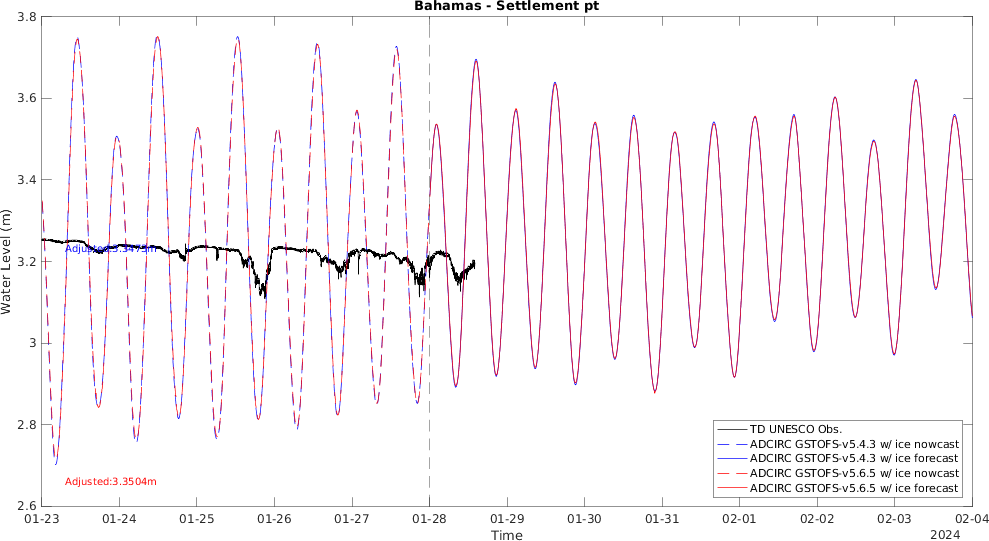 Bahamas - Settlement pt
3.8
3.6
3.4
3.2
3
2.8
2.6
Water Level (m)
Adjusted:3.3504m
TD UNESCO Obs.
ADCIRC GSTOFS-v5.4.3 w/ ice nowcast
ADCIRC GSTOFS-v5.4.3 w/ ice forecast
ADCIRC GSTOFS-v5.6.5 w/ ice nowcast
ADCIRC GSTOFS-v5.6.5 w/ ice forecast
01-23 01-24 01-25 01-26 01-27 01-28 01-29 01-30 01-31 02-01 02-02 02-03 02-04
Time
2024